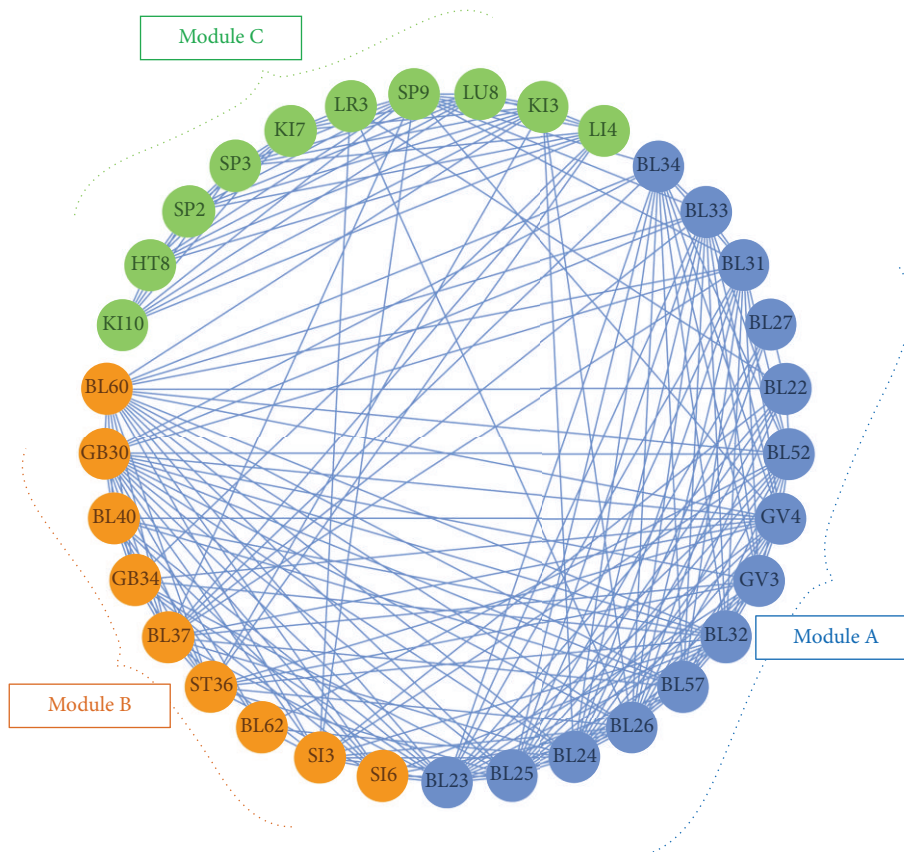 Module C
SP9
LU8
LR3
KI3
KI7
LI4
SP3
BL34
SP2
BL33
HT8
BL31
KI10
BL27
BL60
BL22
GB30
BL52
BL40
GV4
GB34
GV3
BL37
BL32
Module A
ST36
BL57
Module B
BL62
BL26
SI3
BL24
SI6
BL23
BL25